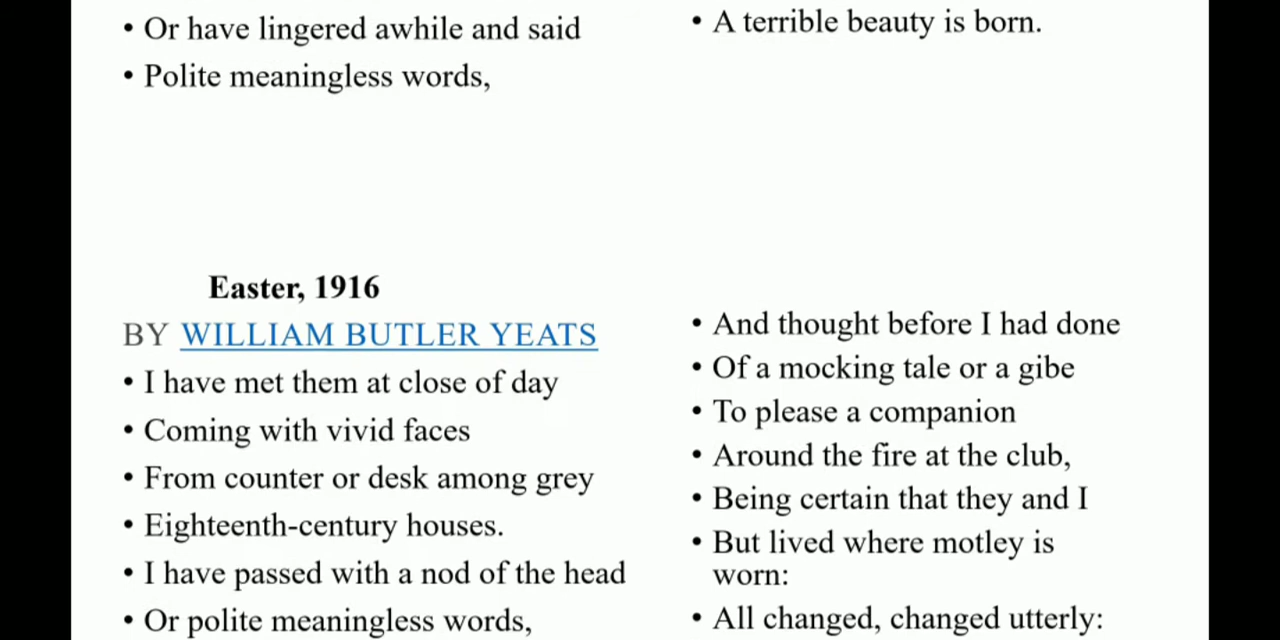 • Or have lingered awhile and said
• Polite meaningless words,
• A terrible beauty is born.
Easter, 1916
BY WILLIAM BUTLER YEATS
• I have met them at close of day
• Coming with vivid faces
• From counter or desk among grey
• Eighteenth-century houses.
• I have passed with a nod of the head
• Or polite meaningless words,
• And thought before I had done
• Of a mocking tale or a gibe
• To please a companion
• Around the fire at the club,
• Being certain that they and I
• But lived where motley is
worn:
• All changed, changed utterly: